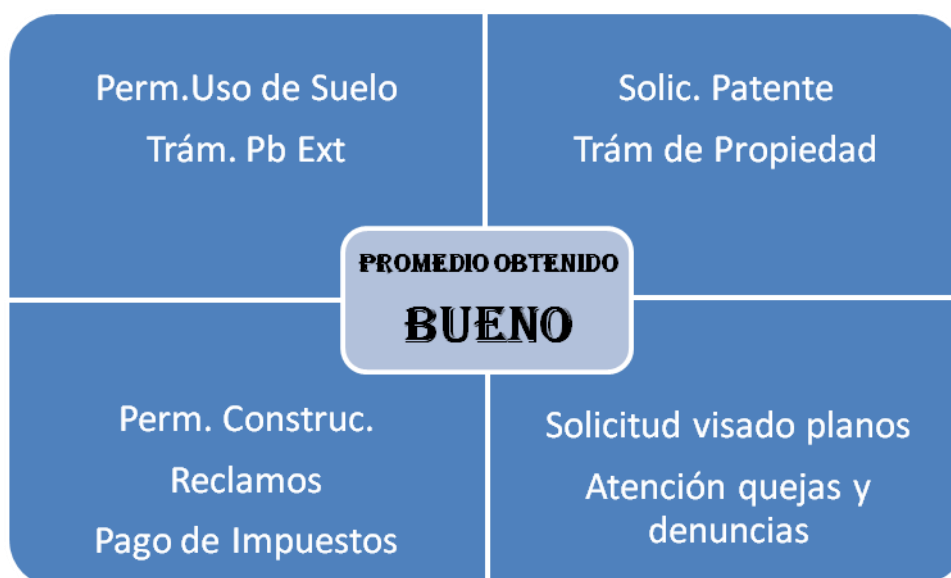 Perm.Uso de Suelo
Trám. Pb Ext
Solic. Patente
Trám de Propiedad
PROMEDIO OBTENIDO
BUENO
Perm. Construc.
Reclamos
Pago de Impuestos
Solicitud visado planos
Atención quejas y
denuncias